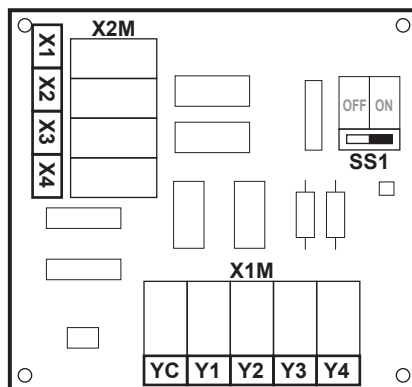 X2M
X1
X2
X3
X4
OFF ON
SS1
X1M
YC Y1 Y2 Y3 Y4